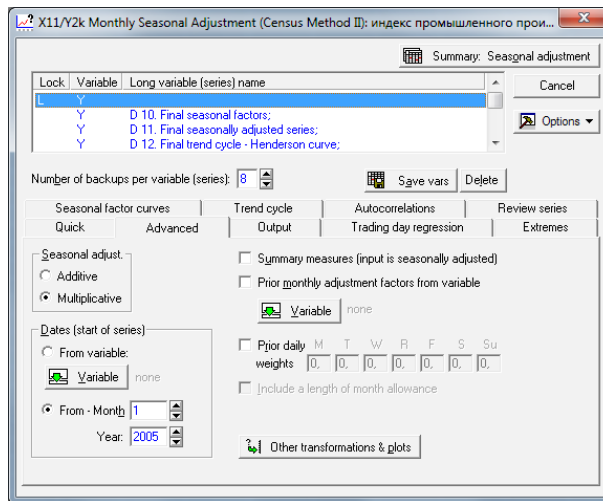 X11/Y2k Monthly Seasonal Adjustment (Census Method II): индекс промышленного прои...
Summary: Seasonal adjustment
Lock Variable Long variable (series) name
Cancel
L Y
Y D 10. Final seasonal factors;
Options
Y D 11. Final seasonally adjusted series;
Y D 12. Final trend cycle - Henderson curve;
Number of backups per variable (series): 8 Save vars Delete
Seasonal factor curves Trend cycle Autocorrelations Review series
Quick Advanced Output Trading day regression Extremes
Seasonal adjust.
Additive
Multiplicative
Summary measures (input is seasonally adjusted)
Prior monthly adjustment factors from variable
Variable none
Dates (start of series)
From variable:
Variable none
From - Month 1
Year: 2005
Prior daily weights M T W R F S Su
0, 0, 0, 0, 0, 0, 0,
Include a length of month allowance
Other transformations & plots